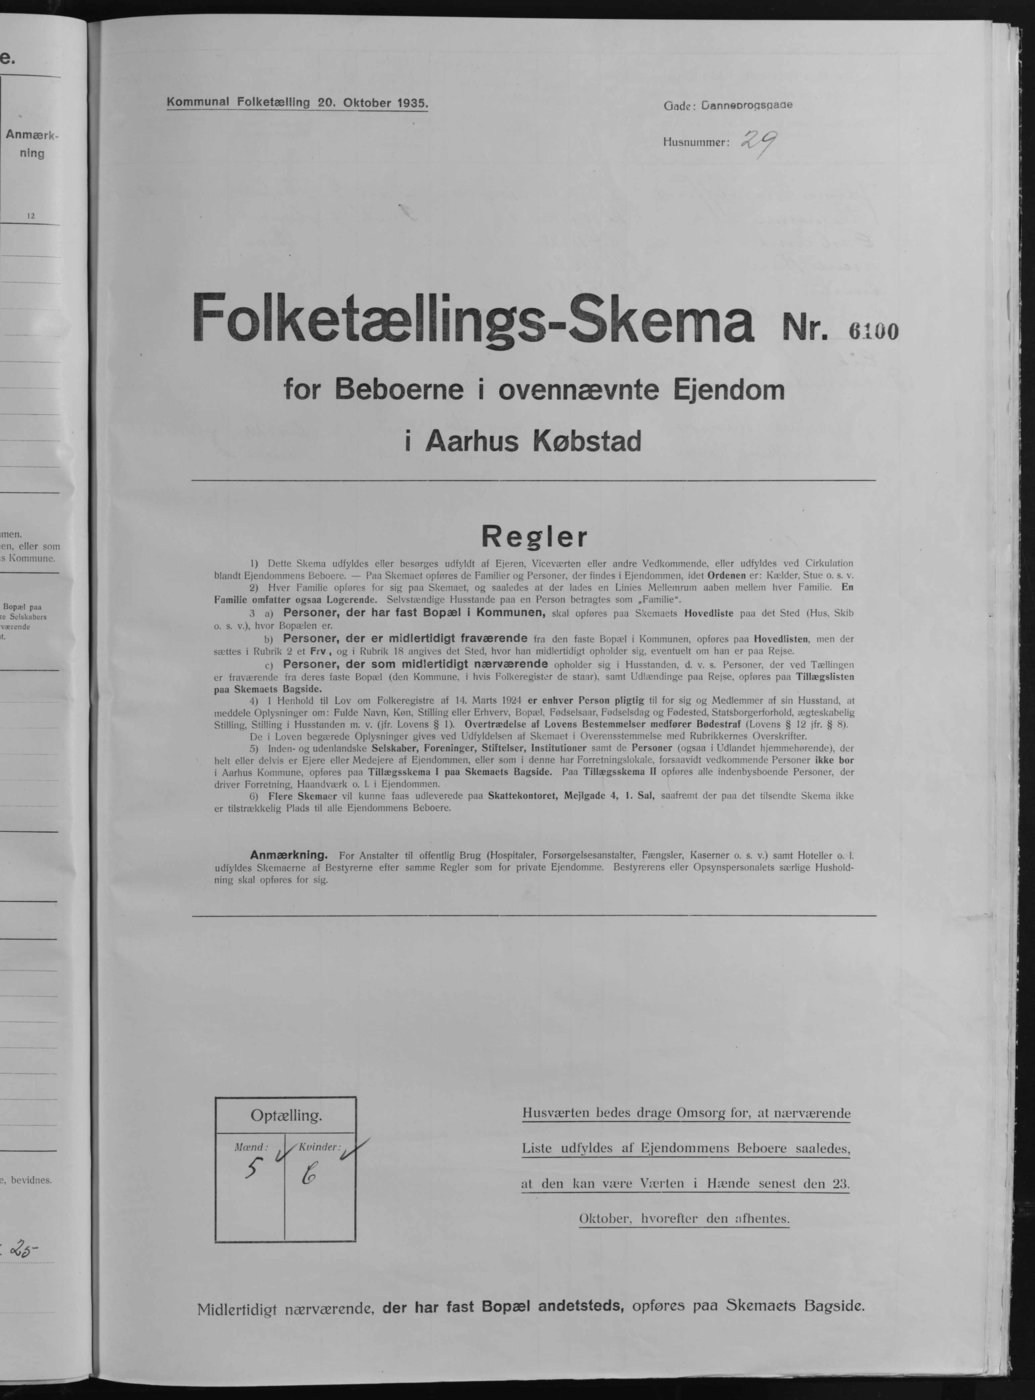 e.
Anmærk-
ning
12
men.
en, eller som
s Kommune.
Bopæl paa
re Selskabers
værende
t.
e, bevidnes.
25-
Kommunal Folketælling 20. Oktober 1935.
Gade: Dannebrogsgade
Husnummer: 29
Folketællings-Skema Nr. 6100
for Beboerne i ovennævnte Ejendom
i Aarhus Købstad
Regler
1) Dette Skema udfyldes eller besørges udfyldt af Ejeren, Viceværten eller andre Vedkommende, eller udfyldes ved Cirkulation
blandt Ejendommens Beboere. — Paa Skemaet opføres de Familier og Personer, der findes i Ejendommen, idet Ordenen er: Kælder, Stue o. s. v.
2) Hver Familie opføres for sig paa Skemaet, og saaledes at der lades en Linies Mellemrum aaben mellem hver Familie. En
Familie omfatter ogsaa Logerende. Selvstændige Husstande paa en Person betragtes som „Familie“.
3 a) Personer, der har fast Bopæl i Kommunen, skal opføres paa Skemaets Hovedliste paa det Sted (Hus, Skib
o. s. v.), hvor Bopælen er.
b) Personer, der er midlertidigt fraværende fra den faste Bopæl i Kommunen, opføres paa Hovedlisten, men der
sættes i Rubrik 2 et Frv, og i Rubrik 18 angives det Sted, hvor han midlertidigt opholder sig, eventuelt om han er paa Rejse.
c) Personer, der som midlertidigt nærværende opholder sig i Husstanden, d. v. s. Personer, der ved Tællingen
er fraværende fra deres faste Bopæl (den Kommune, i hvis Folkeregister de staar), samt Udlændinge paa Rejse, opføres paa Tillægslisten
paa Skemaets Bagside.
4) I Henhold til Lov om Folkeregistre af 14. Marts 1924 er enhver Person pligtig til for sig og Medlemmer af sin Husstand, at
meddele Oplysninger om: Fulde Navn, Køn, Stilling eller Erhverv, Bopæl, Fødselsaar, Fødselsdag og Fødested, Statsborgerforhold, ægteskabelig
Stilling, Stilling i Husstanden m. v. (jfr. Lovens § 1). Overtrædelse af Lovens Bestemmelser medfører Bødestraf (Lovens § 12 jfr. § 8).
De i Loven begærede Oplysninger gives ved Udfyldelsen af Skemaet i Overensstemmelse med Rubrikkernes Overskrifter.
5) Inden- og udenlandske Selskaber, Foreninger, Stiftelser, Institutioner samt de Personer (ogsaa i Udlandet hjemmehørende), der
helt eller delvis er Ejere eller Medejere af Ejendommen, eller som i denne har Forretningslokale, forsaavidt vedkommende Personer ikke bor
i Aarhus Kommune, opføres paa Tillægsskema I paa Skemaets Bagside. Paa Tillægsskema II opføres alle indenbysboende Personer, der
driver Forretning, Haandværk o. l. i Ejendommen.
6) Flere Skemaer vil kunne faas udleverede paa Skattekontoret, Mejlgade 4, 1. Sal, saafremt der paa det tilsendte Skema ikke
er tilstrækkelig Plads til alle Ejendommens Beboere.
Anmærkning. For Anstalter til offentlig Brug (Hospitaler, Forsørgelsesanstalter, Fængsler, Kaserner o. s. v.) samt Hoteller o. l.
udfyldes Skemaerne af Bestyrerne efter samme Regler som for private Ejendomme. Bestyrerens eller Opsynspersonalets særlige Hushold-
ning skal opføres for sig.
Optælling.
Mænd: Kvinder:
5 6
Husværten bedes drage Omsorg for, at nærværende
Liste udfyldes af Ejendommens Beboere saaledes,
at den kan være Værten i Hænde senest den 23.
Oktober, hvorefter den afhentes.
Midlertidigt nærværende, der har fast Bopæl andetsteds, opføres paa Skemaets Bagside.